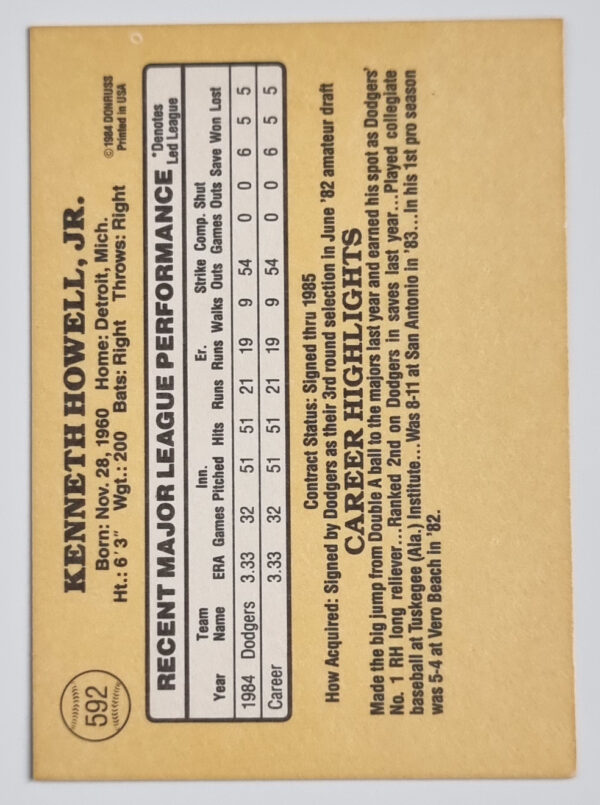 592
KENNETH HOWELL, JR.
Born: Nov. 28, 1960 Home: Detroit, Mich.
Ht.: 6'3" Wgt.: 200 Bats: Right Throws: Right
©1984 DONRUSS
Printed in USA
RECENT MAJOR LEAGUE PERFORMANCE
*Denotes
Led League
Team Inn. Er. Strike Comp. Shut
Year Name ERA Games Pitched Hits Runs Runs Walks Outs Games Outs Save Won Lost
1984 Dodgers 3.33 32 51 51 21 19 9 54 0 0 6 5 5
Career 3.33 32 51 51 21 19 9 54 0 0 6 5 5
Contract Status: Signed thru 1985
How Acquired: Signed by Dodgers as their 3rd round selection in June '82 amateur draft
CAREER HIGHLIGHTS
Made the big jump from Double A ball to the majors last year and earned his spot as Dodgers'
No. 1 RH long reliever...Ranked 2nd on Dodgers in saves last year...Played collegiate
baseball at Tuskegee (Ala.) Institute...Was 8-11 at San Antonio in '83...In his 1st pro season
was 5-4 at Vero Beach in '82.